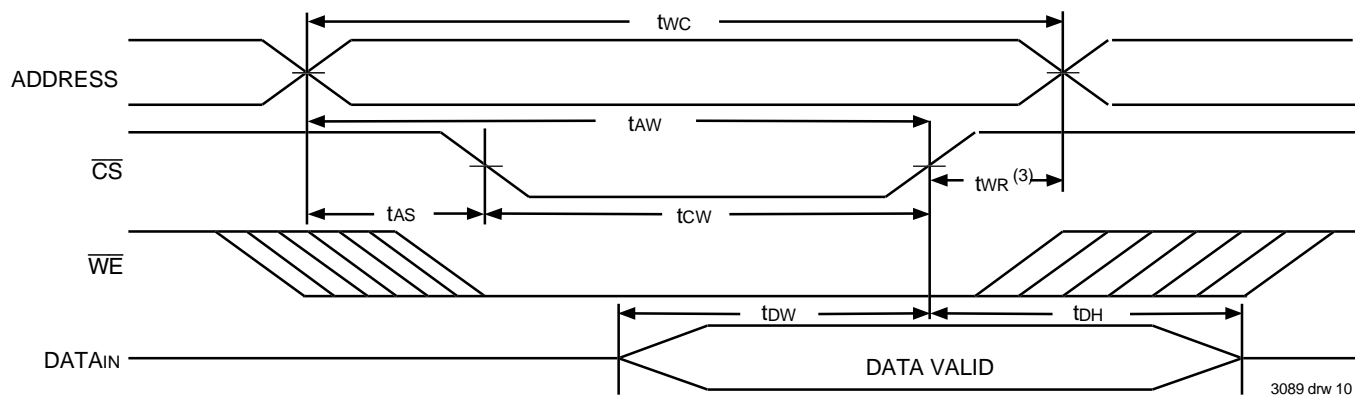 tWC
ADDRESS
tAW
CS
tWR (3)
tAS
tCW
WE
tDW
tDH
DATAIN
DATA VALID
3089 drw 10